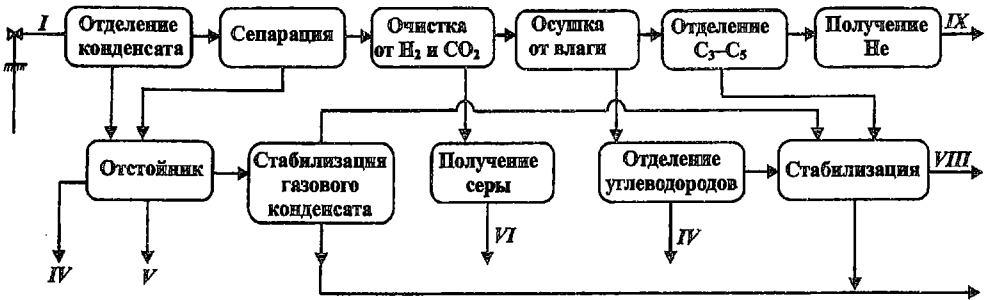 I
Отделение
конденсата
Сепарация
Очистка
от H₂ и CO₂
Осушка
от влаги
Отделение
C₃–C₅
Получение
He
IX
Отстойник
Стабилизация
газового
конденсата
Получение
серы
Отделение
углеводородов
Стабилизация
VIII
IV
V
VI
IV